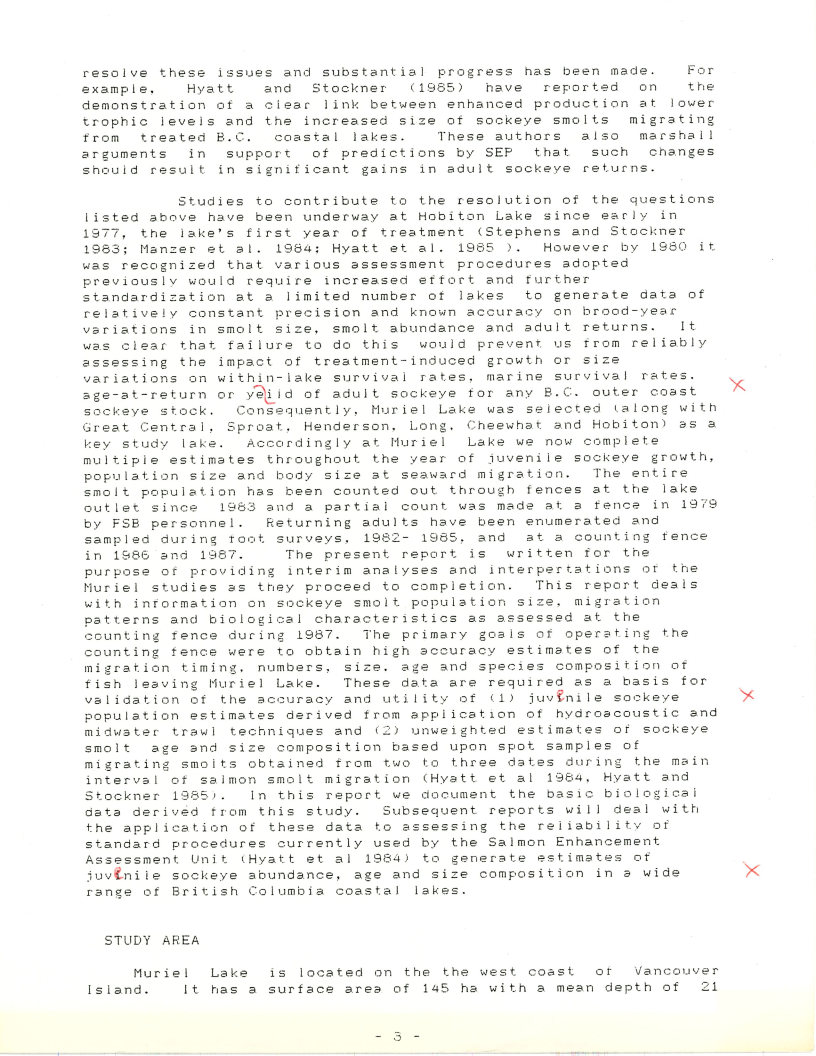 resolve these issues and substantial progress has been made. For
example, Hyatt and Stockner (1985) have reported on the
demonstration of a clear link between enhanced production at lower
trophic levels and the increased size of sockeye smolts migrating
from treated B.C. coastal lakes. These authors also marshall
arguments in support of predictions by SEP that such changes
should result in significant gains in adult sockeye returns.
Studies to contribute to the resolution of the questions
listed above have been underway at Hobiton Lake since early in
1977, the lake's first year of treatment (Stephens and Stockner
1983; Manzer et al. 1984; Hyatt et al. 1985 ). However by 1980 it
was recognized that various assessment procedures adopted
previously would require increased effort and further
standardization at a limited number of lakes to generate data of
relatively constant precision and known accuracy on brood-year
variations in smolt size, smolt abundance and adult returns. It
was clear that failure to do this would prevent us from reliably
assessing the impact of treatment-induced growth or size
variations on within-lake survival rates, marine survival rates.
age-at-return or yeild of adult sockeye for any B.C. outer coast
sockeye stock. Consequently, Muriel Lake was selected (along with
Great Central, Sproat, Henderson, Long, Cheewhat and Hobiton) as a
key study lake. Accordingly at Muriel Lake we now complete
multiple estimates throughout the year of juvenile sockeye growth,
population size and body size at seaward migration. The entire
smolt population has been counted out through fences at the lake
outlet since 1983 and a partial count was made at a fence in 1979
by FSB personnel. Returning adults have been enumerated and
sampled during foot surveys, 1982- 1985, and at a counting fence
in 1986 and 1987. The present report is written for the
purpose of providing interim analyses and interpertations of the
Muriel studies as they proceed to completion. This report deals
with information on sockeye smolt population size, migration
patterns and biological characteristics as assessed at the
counting fence during 1987. The primary goals of operating the
counting fence were to obtain high accuracy estimates of the
migration timing, numbers, size, age and species composition of
fish leaving Muriel Lake. These data are required as a basis for
validation of the accuracy and utility of (1) juvenile sockeye
population estimates derived from application of hydroacoustic and
midwater trawl techniques and (2) unweighted estimates of sockeye
smolt age and size composition based upon spot samples of
migrating smolts obtained from two to three dates during the main
interval of salmon smolt migration (Hyatt et al 1984, Hyatt and
Stockner 1985). In this report we document the basic biological
data derived from this study. Subsequent reports will deal with
the application of these data to assessing the reliability of
standard procedures currently used by the Salmon Enhancement
Assessment Unit (Hyatt et al 1984) to generate estimates of
juvenile sockeye abundance, age and size composition in a wide
range of British Columbia coastal lakes.
STUDY AREA
Muriel Lake is located on the the west coast of Vancouver
Island. It has a surface area of 145 ha with a mean depth of 21
- 3 -